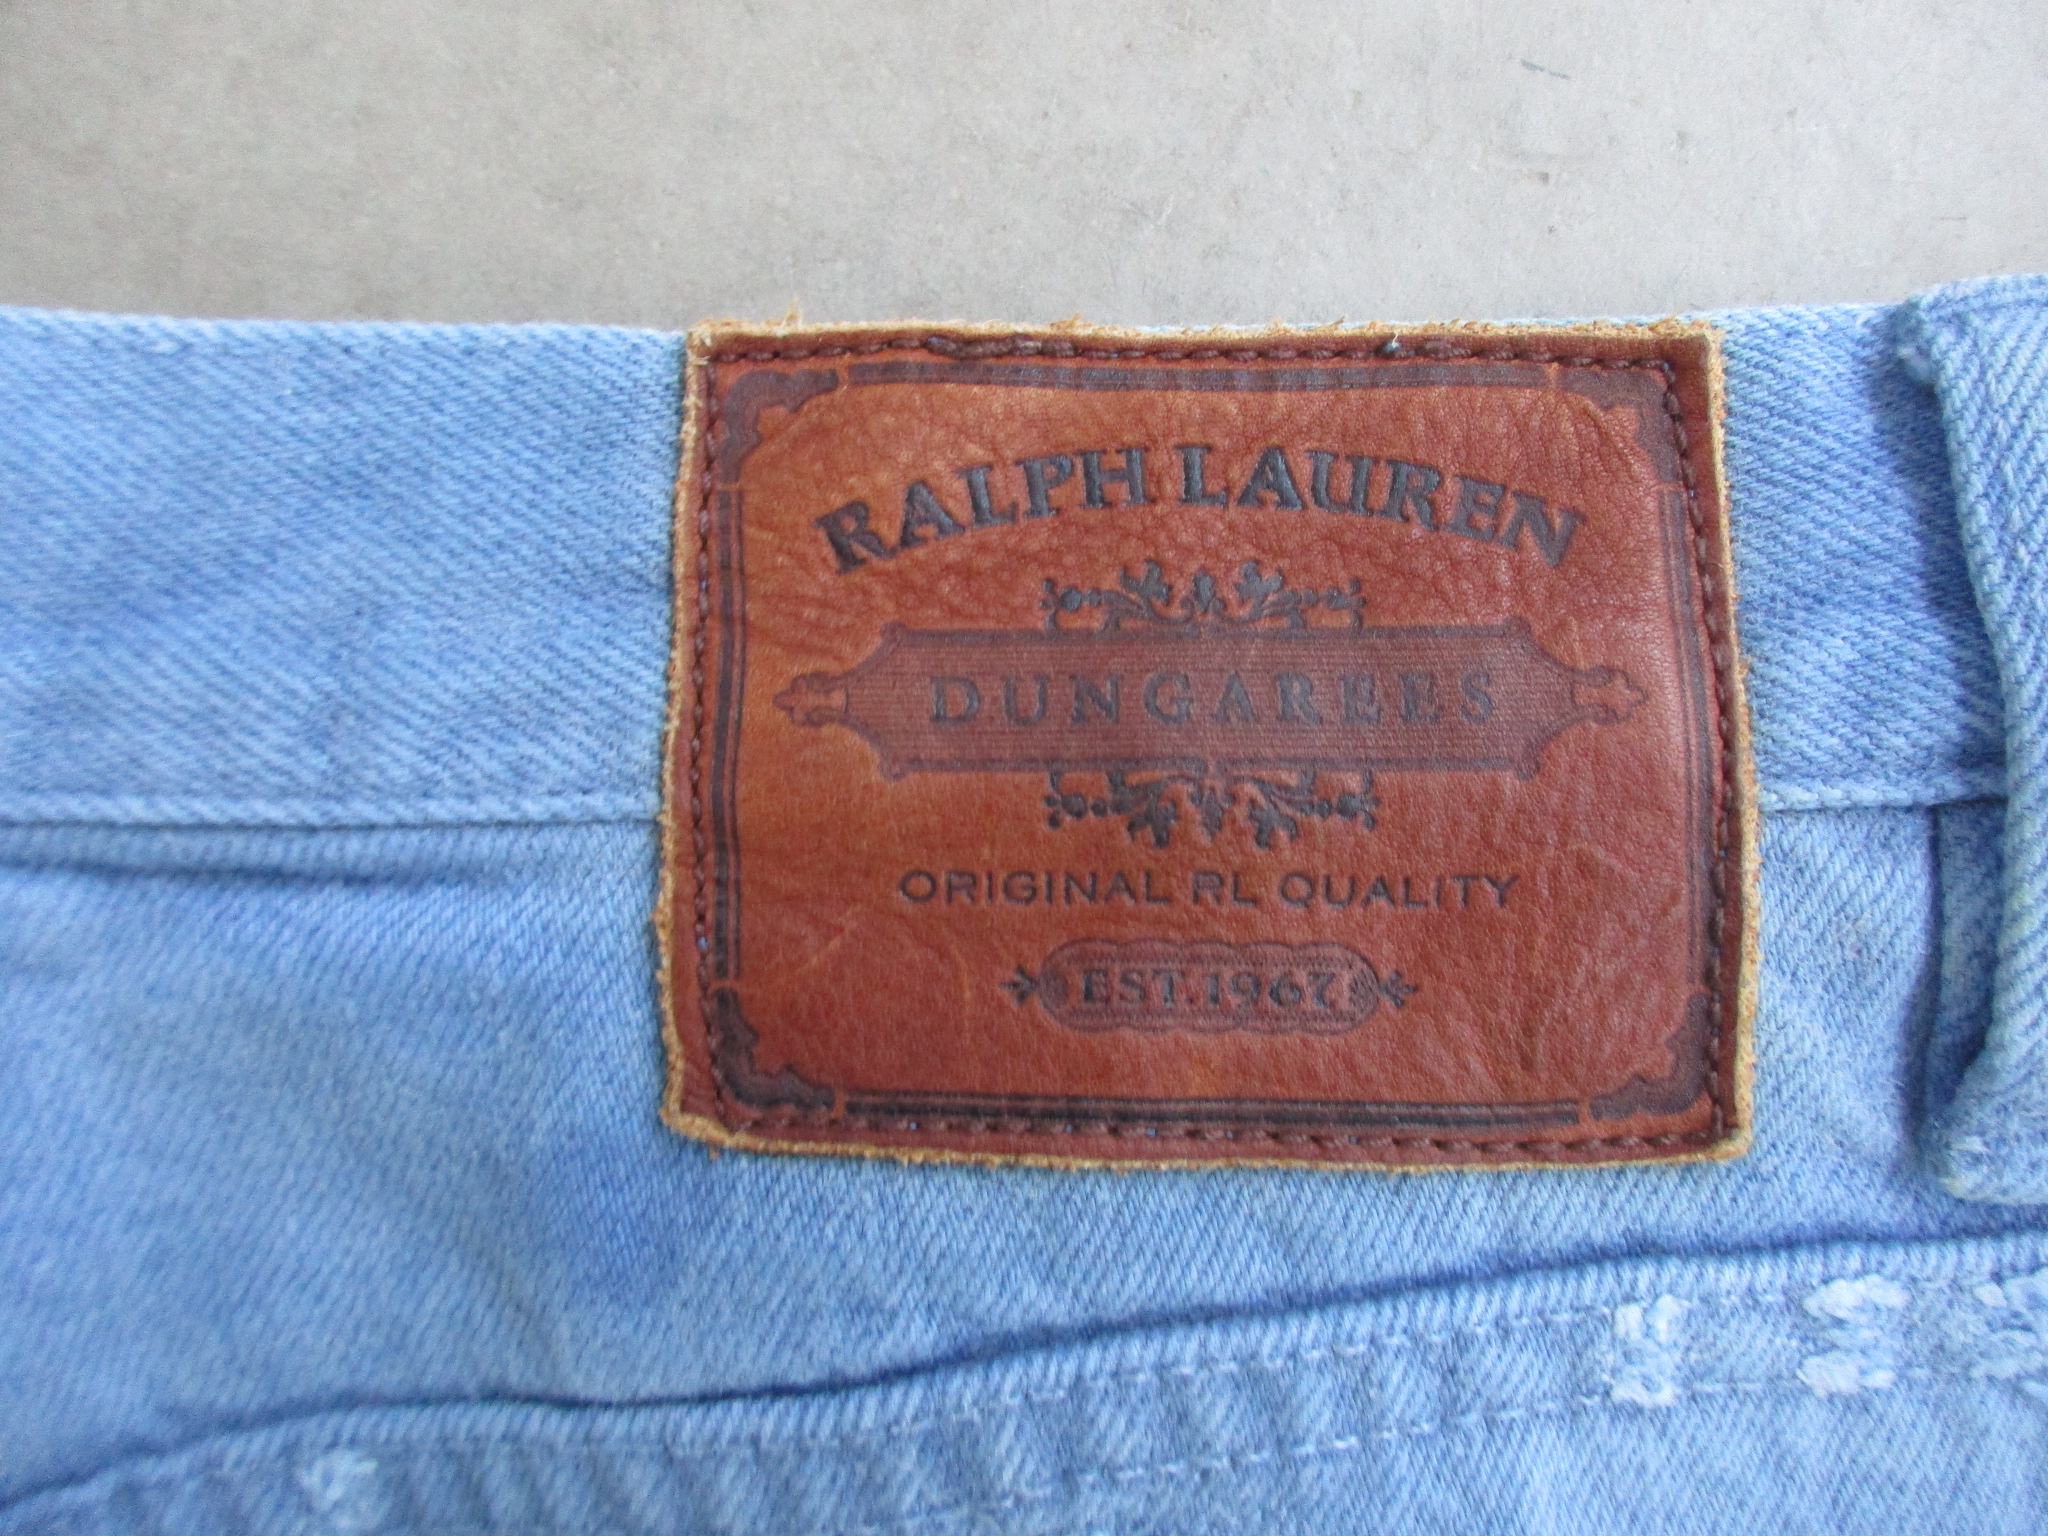 RALPH LAUREN
DUNGAREES
ORIGINAL RL QUALITY
EST. 1967